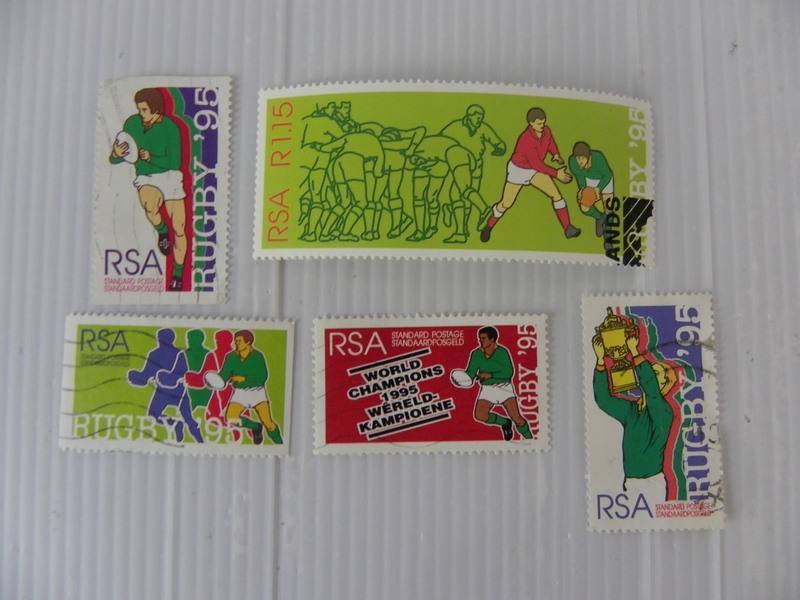 RUGBY '95
RSA
STANDARD POSTAGE
STANDAARDPOSGELD
RSA R1.15
RUGBY '95
ANDS
RSA
STANDARD POSTAGE
STANDAARDPOSGELD
RUGBY '95
RSA STANDARD POSTAGE
STANDAARDPOSGELD
WORLD
CHAMPIONS
1995
WÊRELD-
KAMPIOENE
RUGBY '95
RUGBY '95
RSA STANDARD POSTAGE
STANDAARDPOSGELD